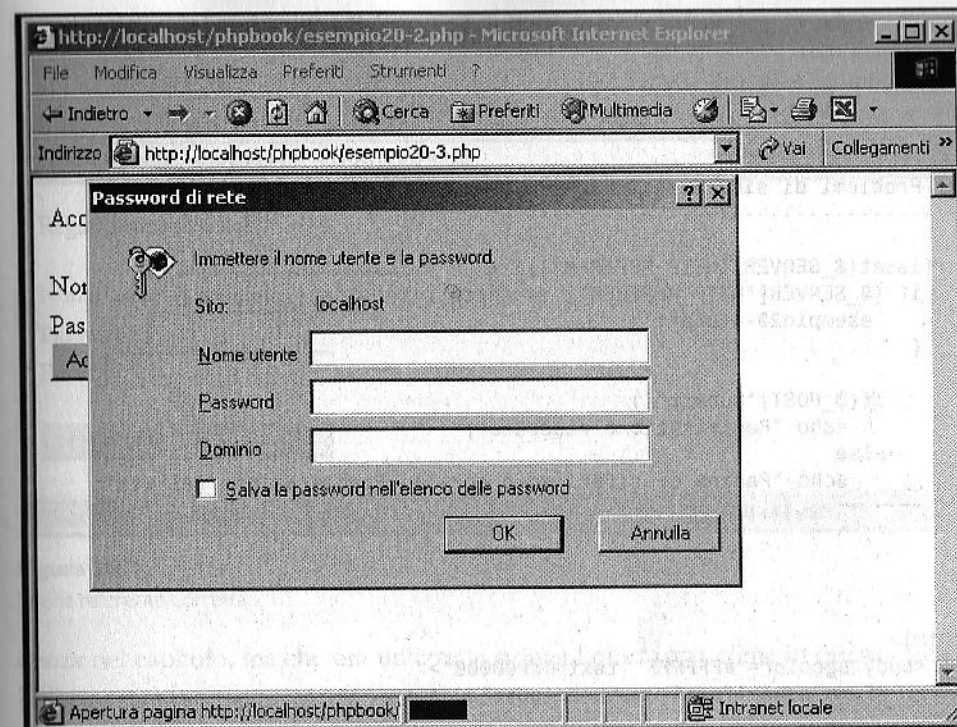 http://localhost/phpbook/esempio20-2.php - Microsoft Internet Explorer
File Modifica Visualizza Preferiti Strumenti ?
Indietro Cerca Preferiti Multimedia
Indirizzo http://localhost/phpbook/esempio20-3.php Vai Collegamenti »
Password di rete
Acc
Immettere il nome utente e la password.
Nor
Sito: localhost
Pas
Nome utente
Ac
Password
Dominio
Salva la password nell'elenco delle password
OK Annulla
Apertura pagina http://localhost/phpbook/ Intranet locale